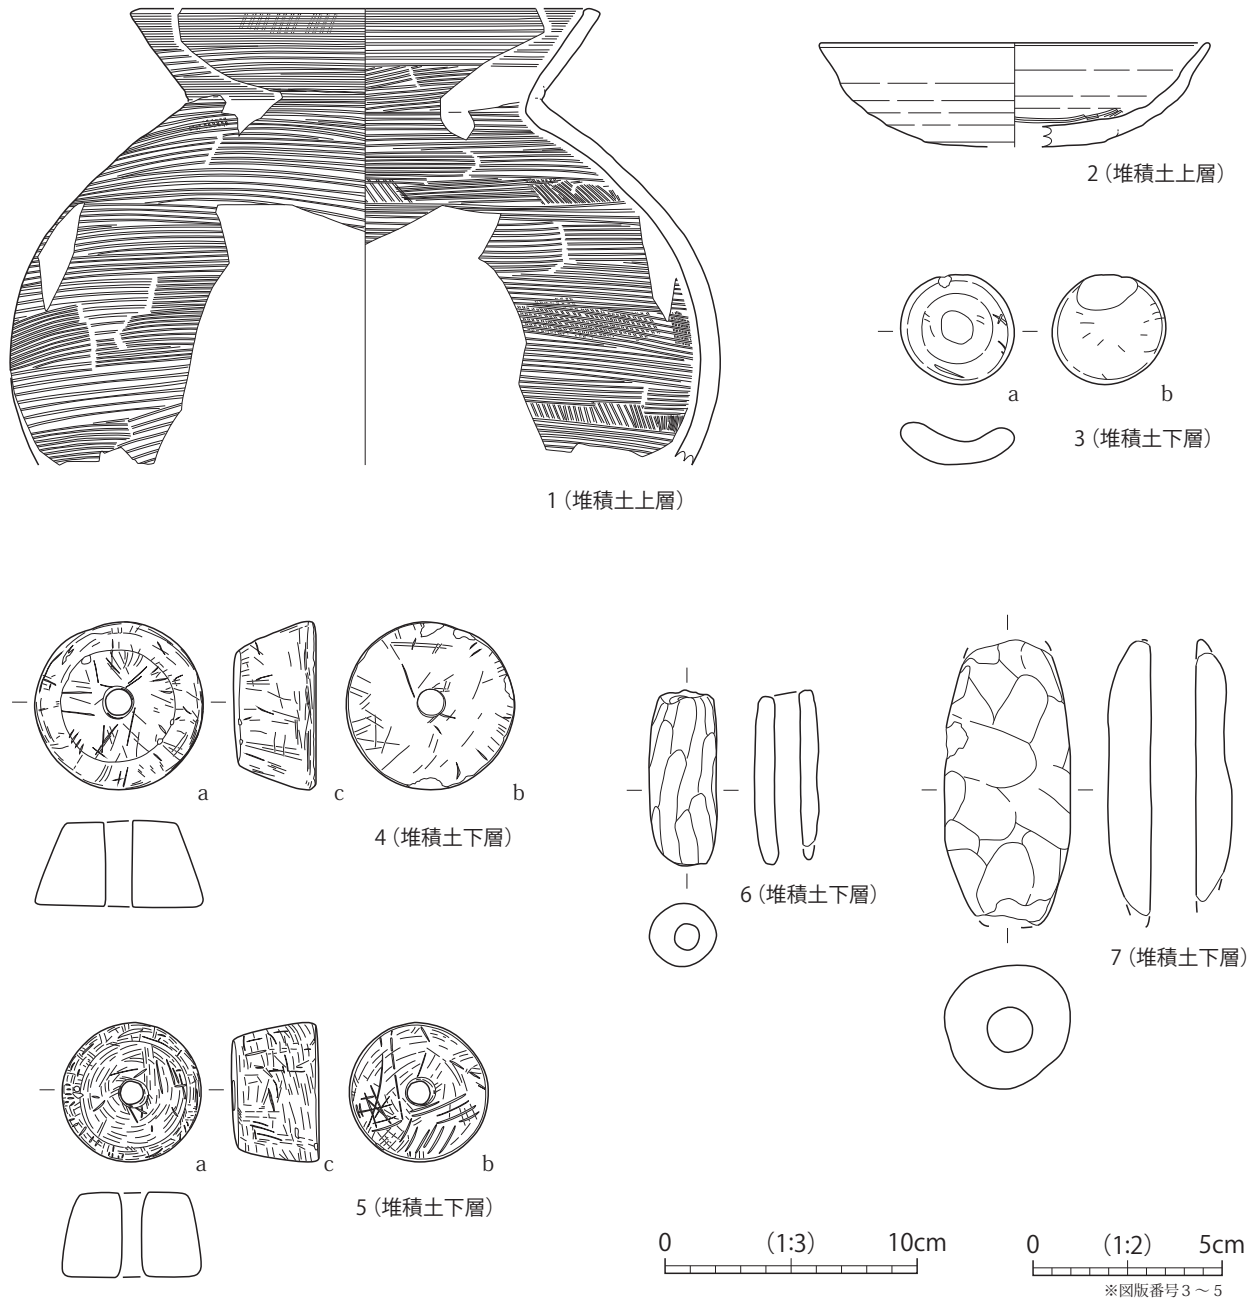 2（堆積土上層）
a
b
3（堆積土下層）
1（堆積土上層）
a
c
b
4（堆積土下層）
6（堆積土下層）
7（堆積土下層）
a
c
b
5（堆積土下層）
0 （1:3） 10cm
0 （1:2） 5cm
※図版番号３～５